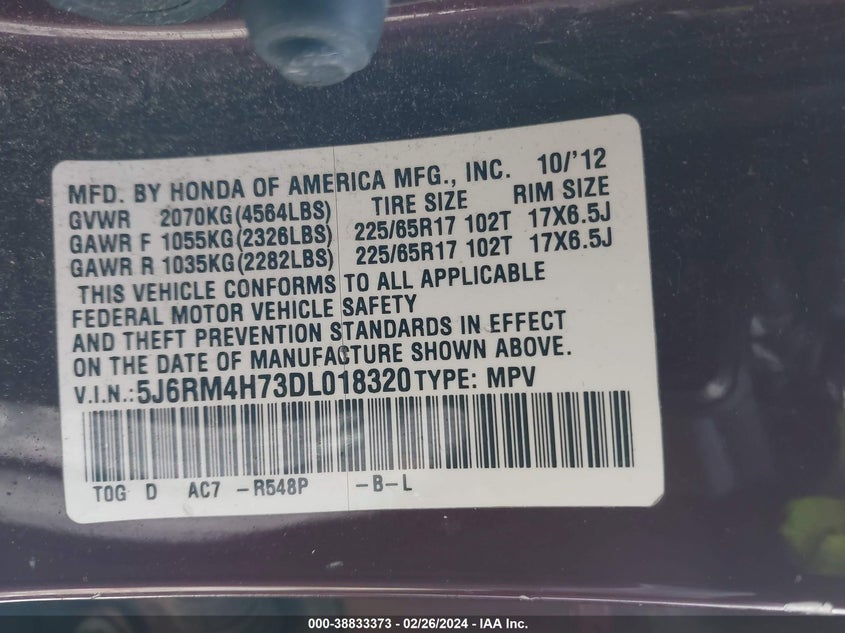 MFD. BY HONDA OF AMERICA MFG., INC. 10/'12
GVWR 2070KG(4564LBS) TIRE SIZE RIM SIZE
GAWR F 1055KG(2326LBS) 225/65R17 102T 17X6.5J
GAWR R 1035KG(2282LBS) 225/65R17 102T 17X6.5J
THIS VEHICLE CONFORMS TO ALL APPLICABLE
FEDERAL MOTOR VEHICLE SAFETY
AND THEFT PREVENTION STANDARDS IN EFFECT
ON THE DATE OF MANUFACTURE SHOWN ABOVE.
V.I.N.:5J6RM4H73DL018320 TYPE: MPV
TOG D AC7 -R548P -B-L
000-38833373 - 02/26/2024 - IAA Inc.